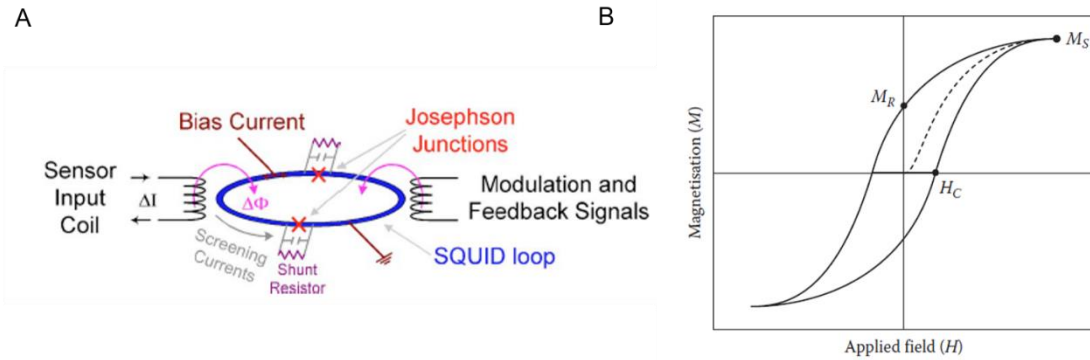 A
Bias Current
Josephson
Junctions
Sensor
Input
Coil
ΔI
ΔΦ
Modulation and
Feedback Signals
Screening
Currents
Shunt
Resistor
SQUID loop
B
M_S
M_R
H_C
Magnetisation (M)
Applied field (H)